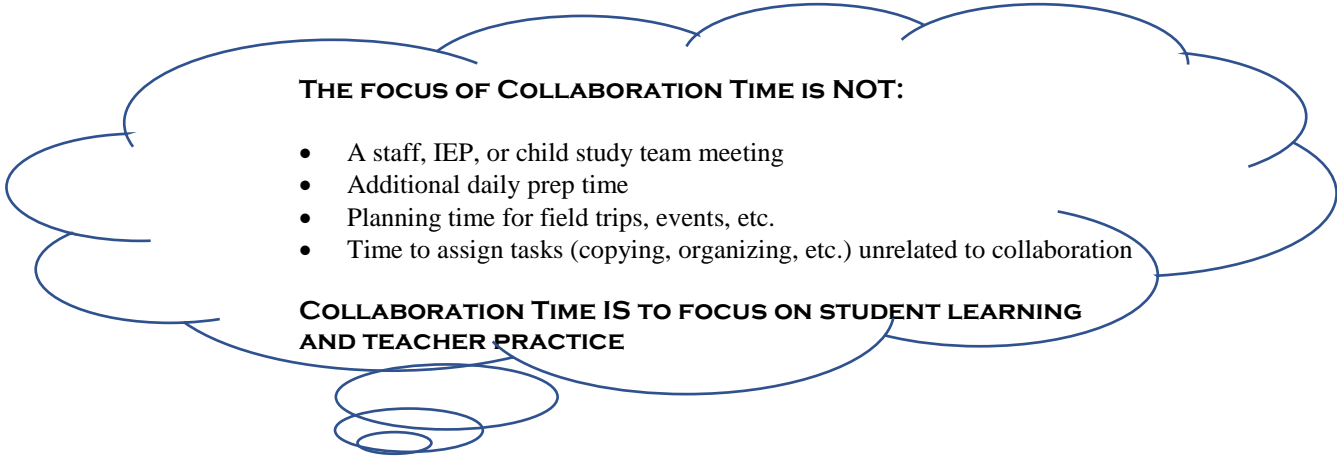 The focus of Collaboration Time is NOT:
• A staff, IEP, or child study team meeting
• Additional daily prep time
• Planning time for field trips, events, etc.
• Time to assign tasks (copying, organizing, etc.) unrelated to collaboration
Collaboration Time IS to focus on student learning
and teacher practice